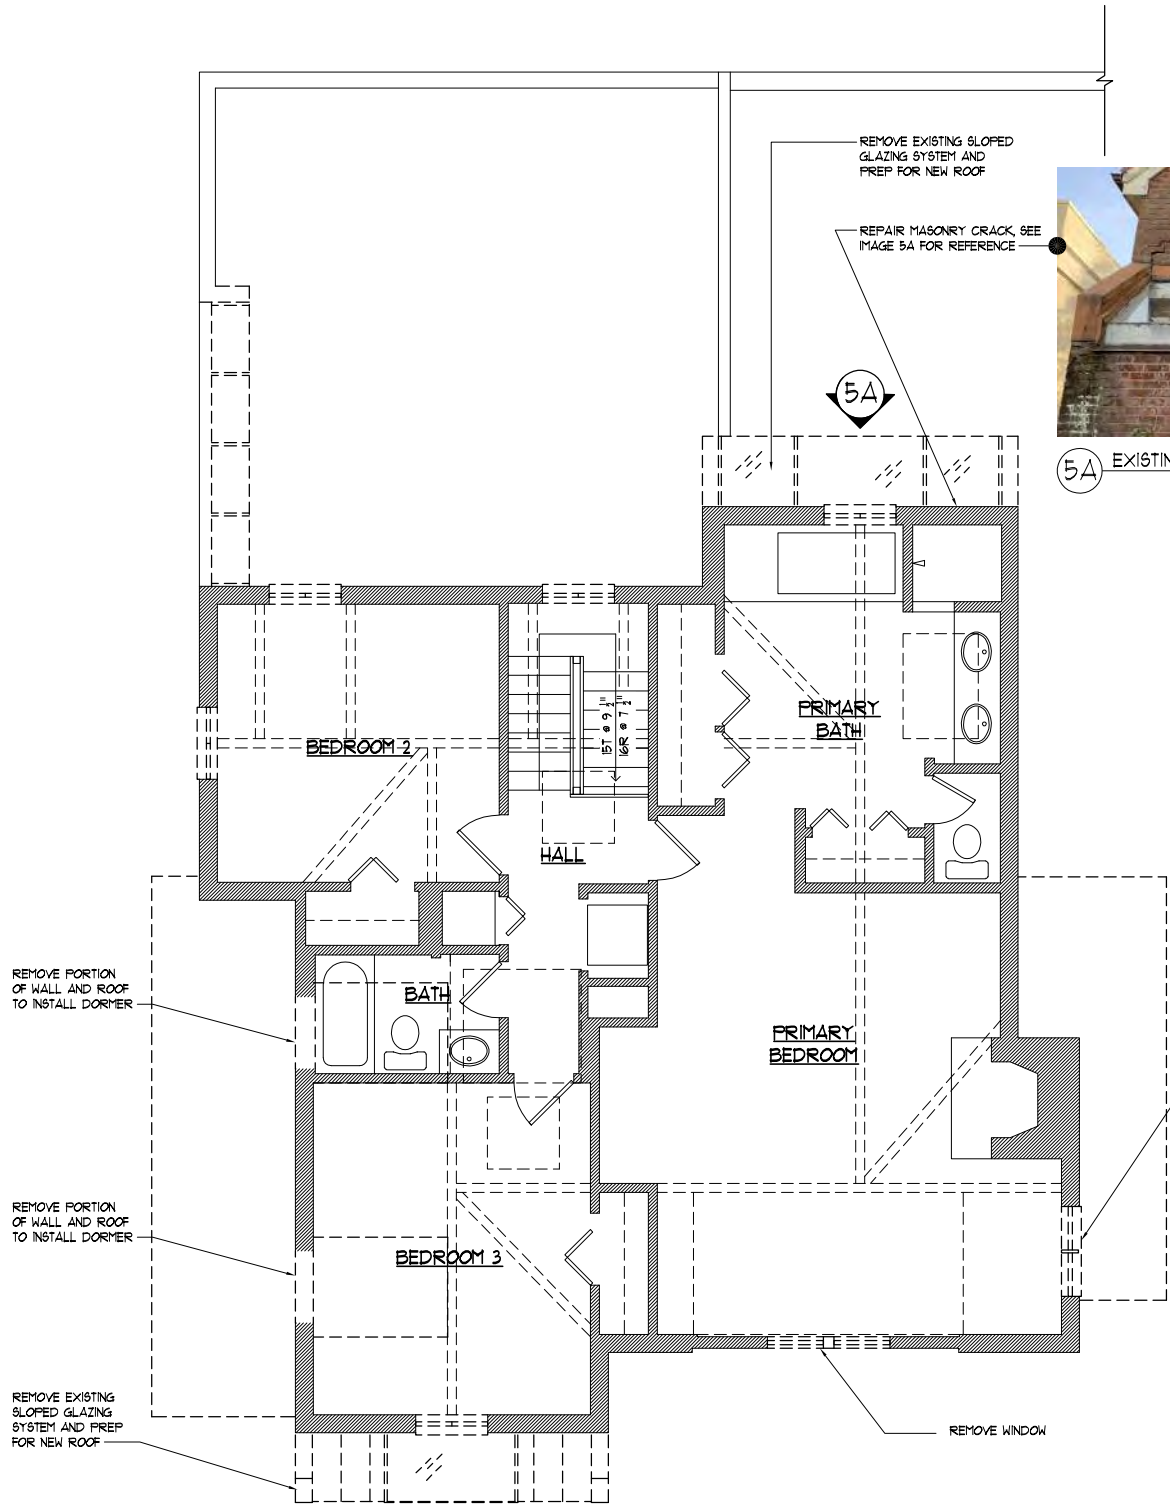 REMOVE EXISTING SLOPED
GLAZING SYSTEM AND
PREP FOR NEW ROOF
REPAIR MASONRY CRACK, SEE
IMAGE 5A FOR REFERENCE
5A
5A
PRIMARY
BATH
15T @ 9 1/2"
16R @ 7 1/2"
BEDROOM 2
HALL
REMOVE PORTION
OF WALL AND ROOF
TO INSTALL DORMER
BATH
PRIMARY
BEDROOM
REMOVE PORTION
OF WALL AND ROOF
TO INSTALL DORMER
BEDROOM 3
REMOVE EXISTING
SLOPED GLAZING
SYSTEM AND PREP
FOR NEW ROOF
REMOVE WINDOW